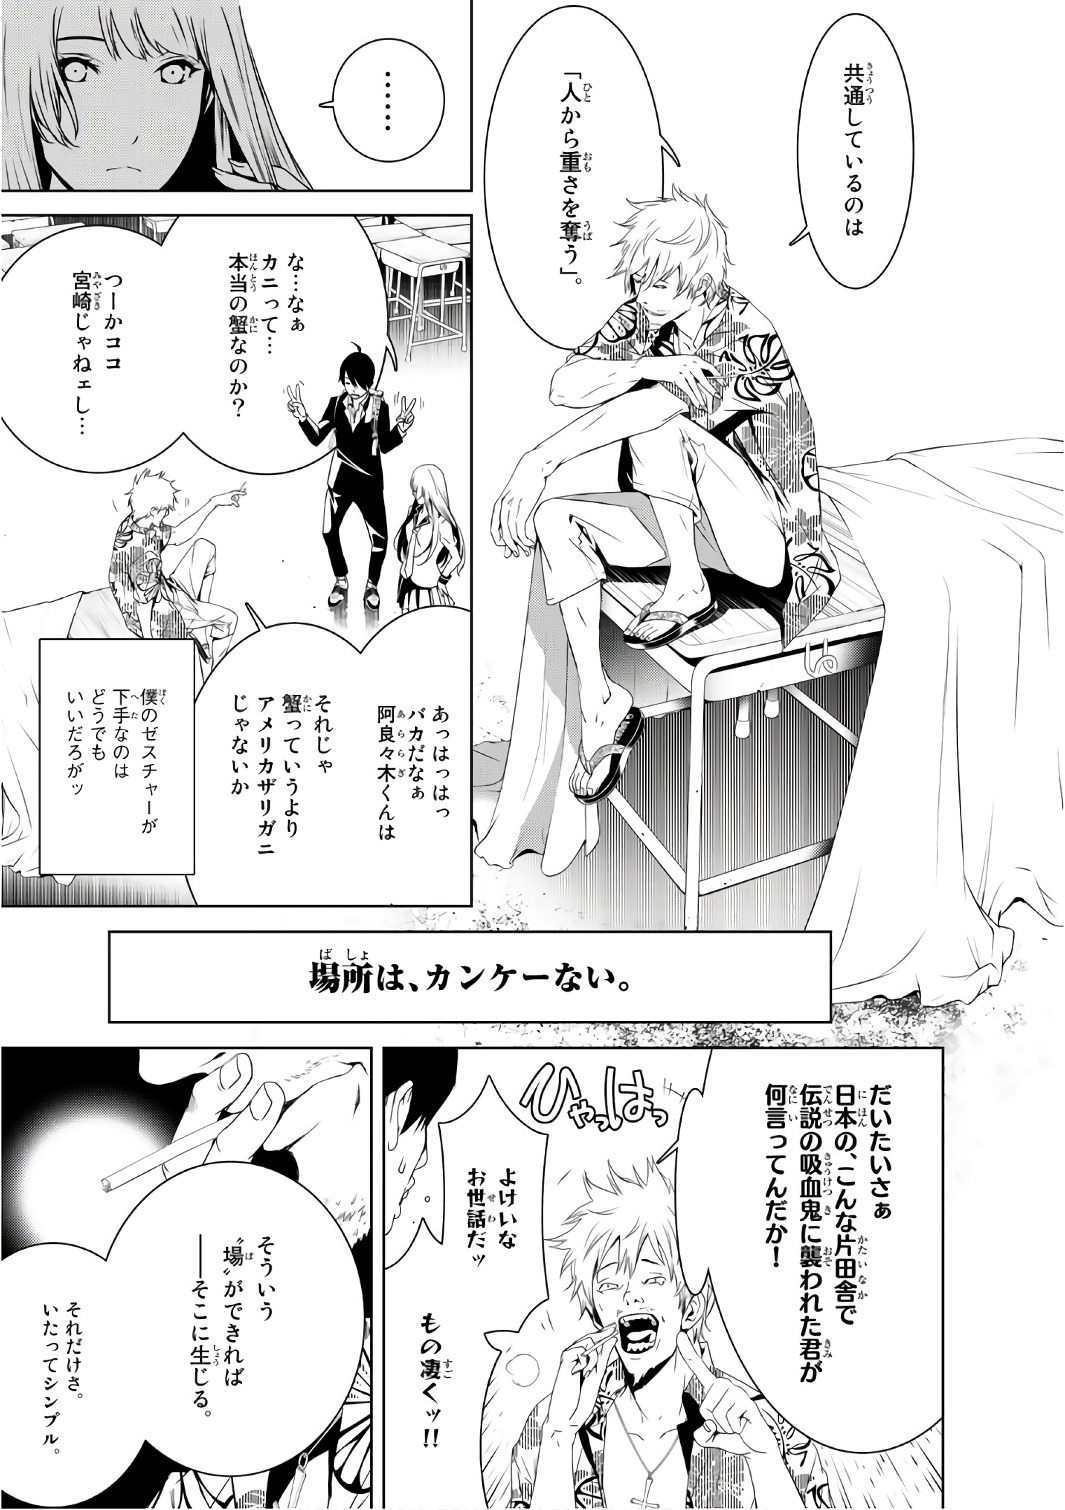 共通しているのは
「人から重さを奪う」。
……
な…なぁ
カニって…
本当の蟹なのか？
つーかココ
宮崎じゃねェし…
あっはっはっ
バカだなぁ
阿良々木くんは
それじゃ
蟹っていうより
アメリカザリガニ
じゃないか
僕のゼスチャーが
下手なのは
どうでも
いいだろがッ
場所は、カンケーない。
だいたいさぁ
日本の、こんな片田舎で
伝説の吸血鬼に襲われた君が
何言ってんだか！
ひゃっはっ
よけいな
お世話だッ
もの凄くッ!!
そういう
〝場〟ができれば
──そこに生じる。
それだけさ。
いたってシンプル。